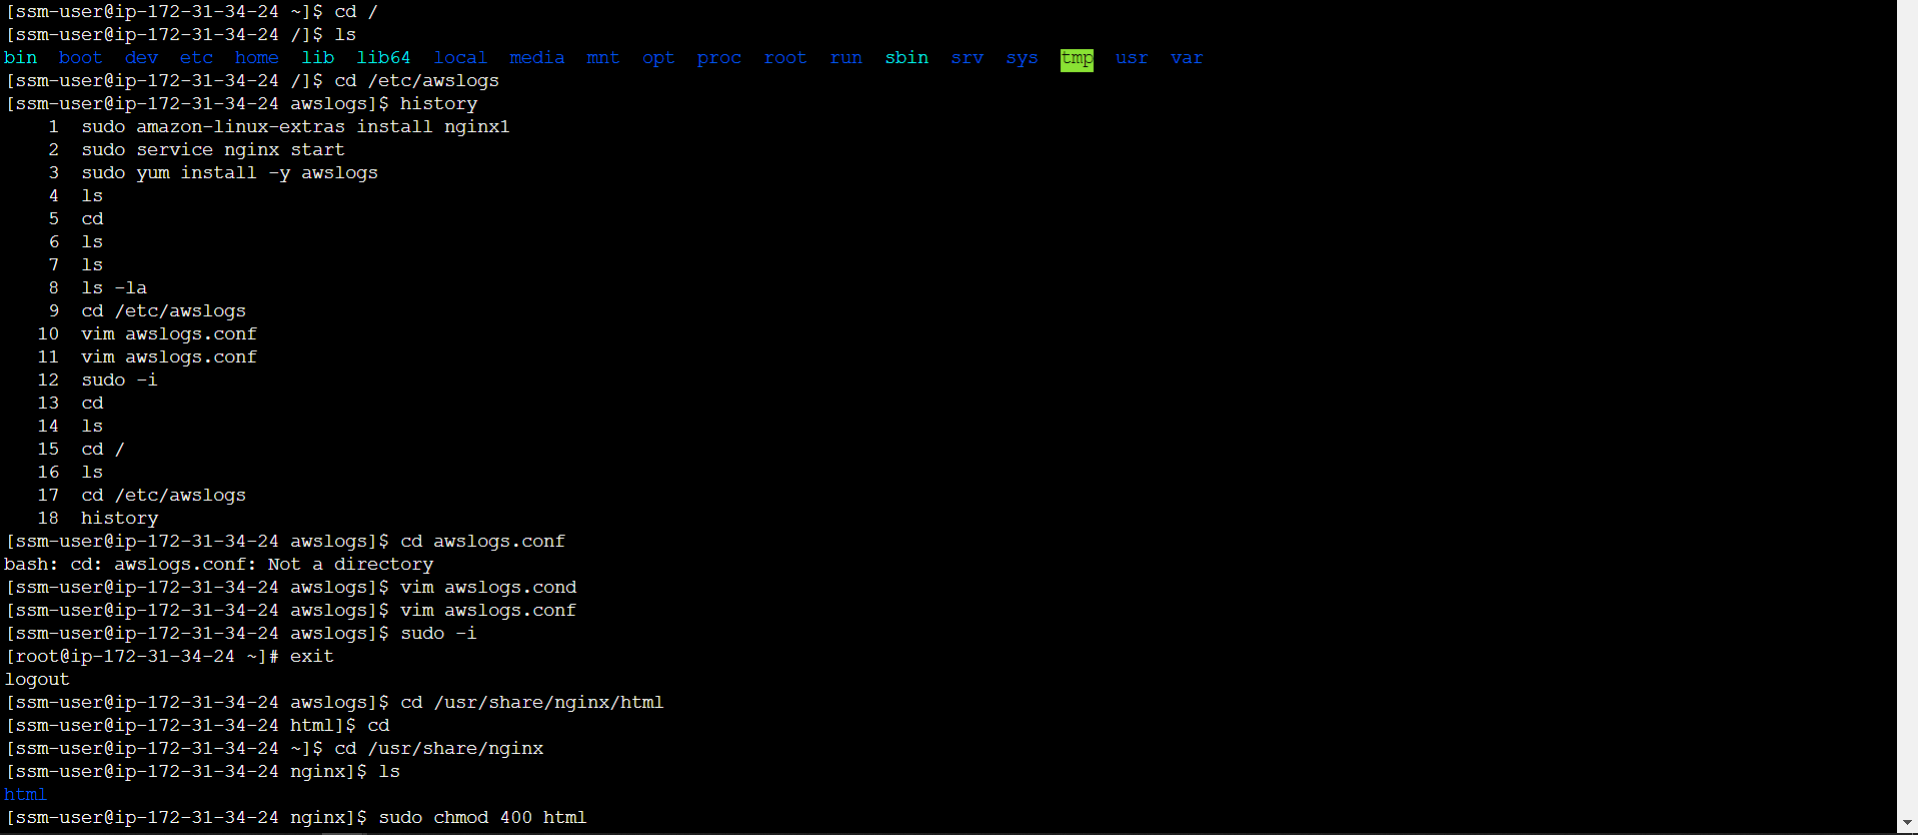 [ssm-user@ip-172-31-34-24 ~]$ cd /
[ssm-user@ip-172-31-34-24 /]$ ls
bin  boot  dev  etc  home  lib  lib64  local  media  mnt  opt  proc  root  run  sbin  srv  sys  tmp  usr  var
[ssm-user@ip-172-31-34-24 /]$ cd /etc/awslogs
[ssm-user@ip-172-31-34-24 awslogs]$ history
    1  sudo amazon-linux-extras install nginx1
    2  sudo service nginx start
    3  sudo yum install -y awslogs
    4  ls
    5  cd
    6  ls
    7  ls
    8  ls -la
    9  cd /etc/awslogs
   10  vim awslogs.conf
   11  vim awslogs.conf
   12  sudo -i
   13  cd
   14  ls
   15  cd /
   16  ls
   17  cd /etc/awslogs
   18  history
[ssm-user@ip-172-31-34-24 awslogs]$ cd awslogs.conf
bash: cd: awslogs.conf: Not a directory
[ssm-user@ip-172-31-34-24 awslogs]$ vim awslogs.cond
[ssm-user@ip-172-31-34-24 awslogs]$ vim awslogs.conf
[ssm-user@ip-172-31-34-24 awslogs]$ sudo -i
[root@ip-172-31-34-24 ~]# exit
logout
[ssm-user@ip-172-31-34-24 awslogs]$ cd /usr/share/nginx/html
[ssm-user@ip-172-31-34-24 html]$ cd
[ssm-user@ip-172-31-34-24 ~]$ cd /usr/share/nginx
[ssm-user@ip-172-31-34-24 nginx]$ ls
html
[ssm-user@ip-172-31-34-24 nginx]$ sudo chmod 400 html